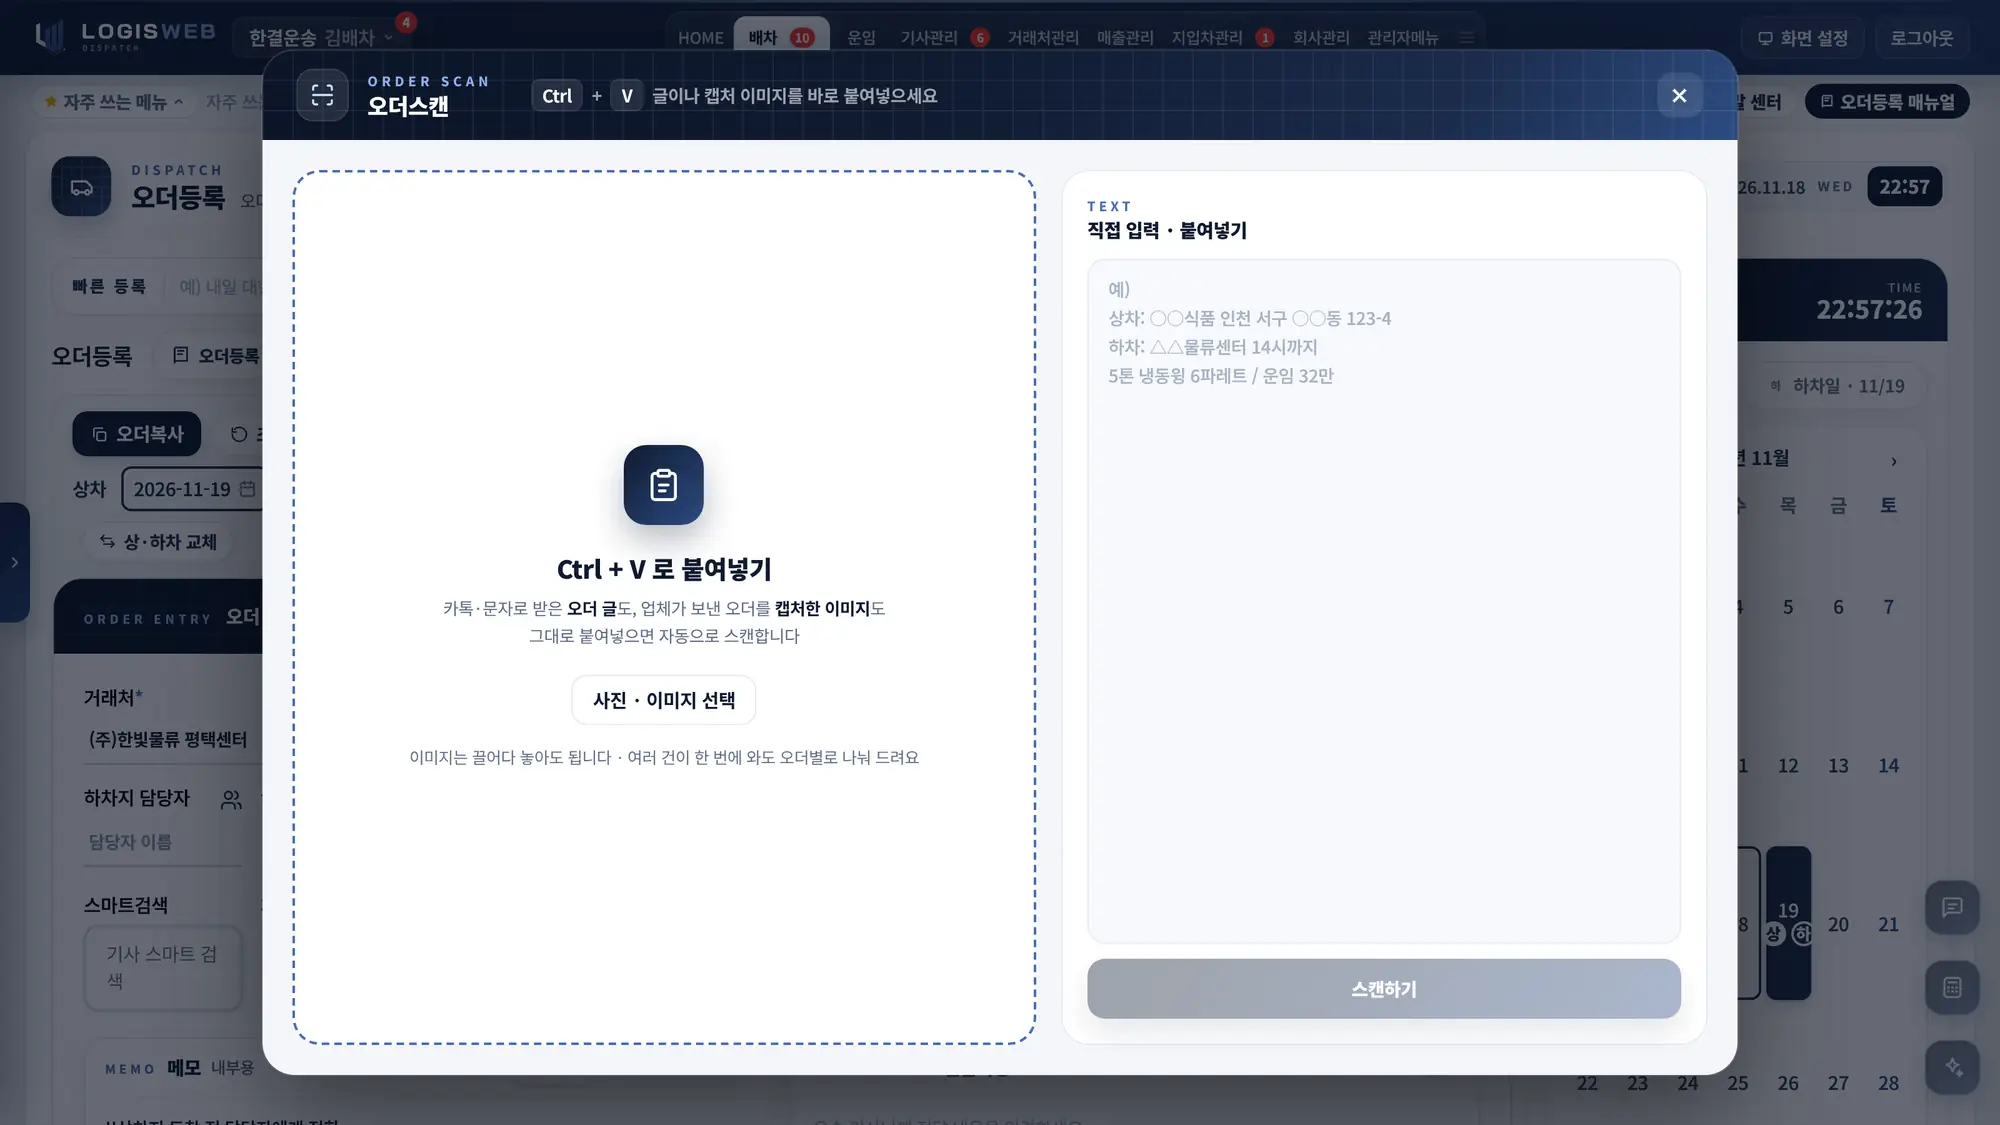 LOGISWEB
DISPATCH
한결운송 김배차
4
HOME
배차 10
운임
기사관리 6
거래처관리
매출관리
지입차관리 1
회사관리
관리자메뉴
화면 설정
로그아웃
자주 쓰는 메뉴
자주
센터
오더등록 매뉴얼
ORDER SCAN
오더스캔
Ctrl + V 글이나 캡처 이미지를 바로 붙여넣으세요
DISPATCH
오더등록
26.11.18 WED 22:57
빠른 등록
예) 내일
TIME
22:57:26
오더등록
오더등록
하차일 · 11/19
오더복사
상차 2026-11-19
상·하차 교체
11월
목 금 토
ORDER ENTRY
거래처*
(주)한빛물류 평택센터
하차지 담당자
담당자 이름
스마트검색
기사 스마트 검
색
MEMO 메모 내부용
Ctrl + V 로 붙여넣기
카톡·문자로 받은 오더 글도, 업체가 보낸 오더를 캡처한 이미지도
그대로 붙여넣으면 자동으로 스캔합니다
사진 · 이미지 선택
이미지는 끌어다 놓아도 됩니다 · 여러 건이 한 번에 와도 오더별로 나눠 드려요
TEXT
직접 입력 · 붙여넣기
예)
상차: ○○식품 인천 서구 ○○동 123-4
하차: △△물류센터 14시까지
5톤 냉동윙 6파레트 / 운임 32만
스캔하기
5 6 7
12 13 14
19 20 21
상 하
22 23 24 25 26 27 28